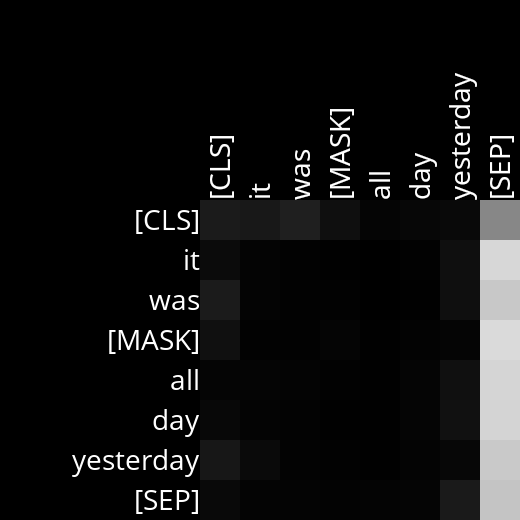 [CLS] it was [MASK] all day yesterday [SEP]
[CLS]
it
was
[MASK]
all
day
yesterday
[SEP]